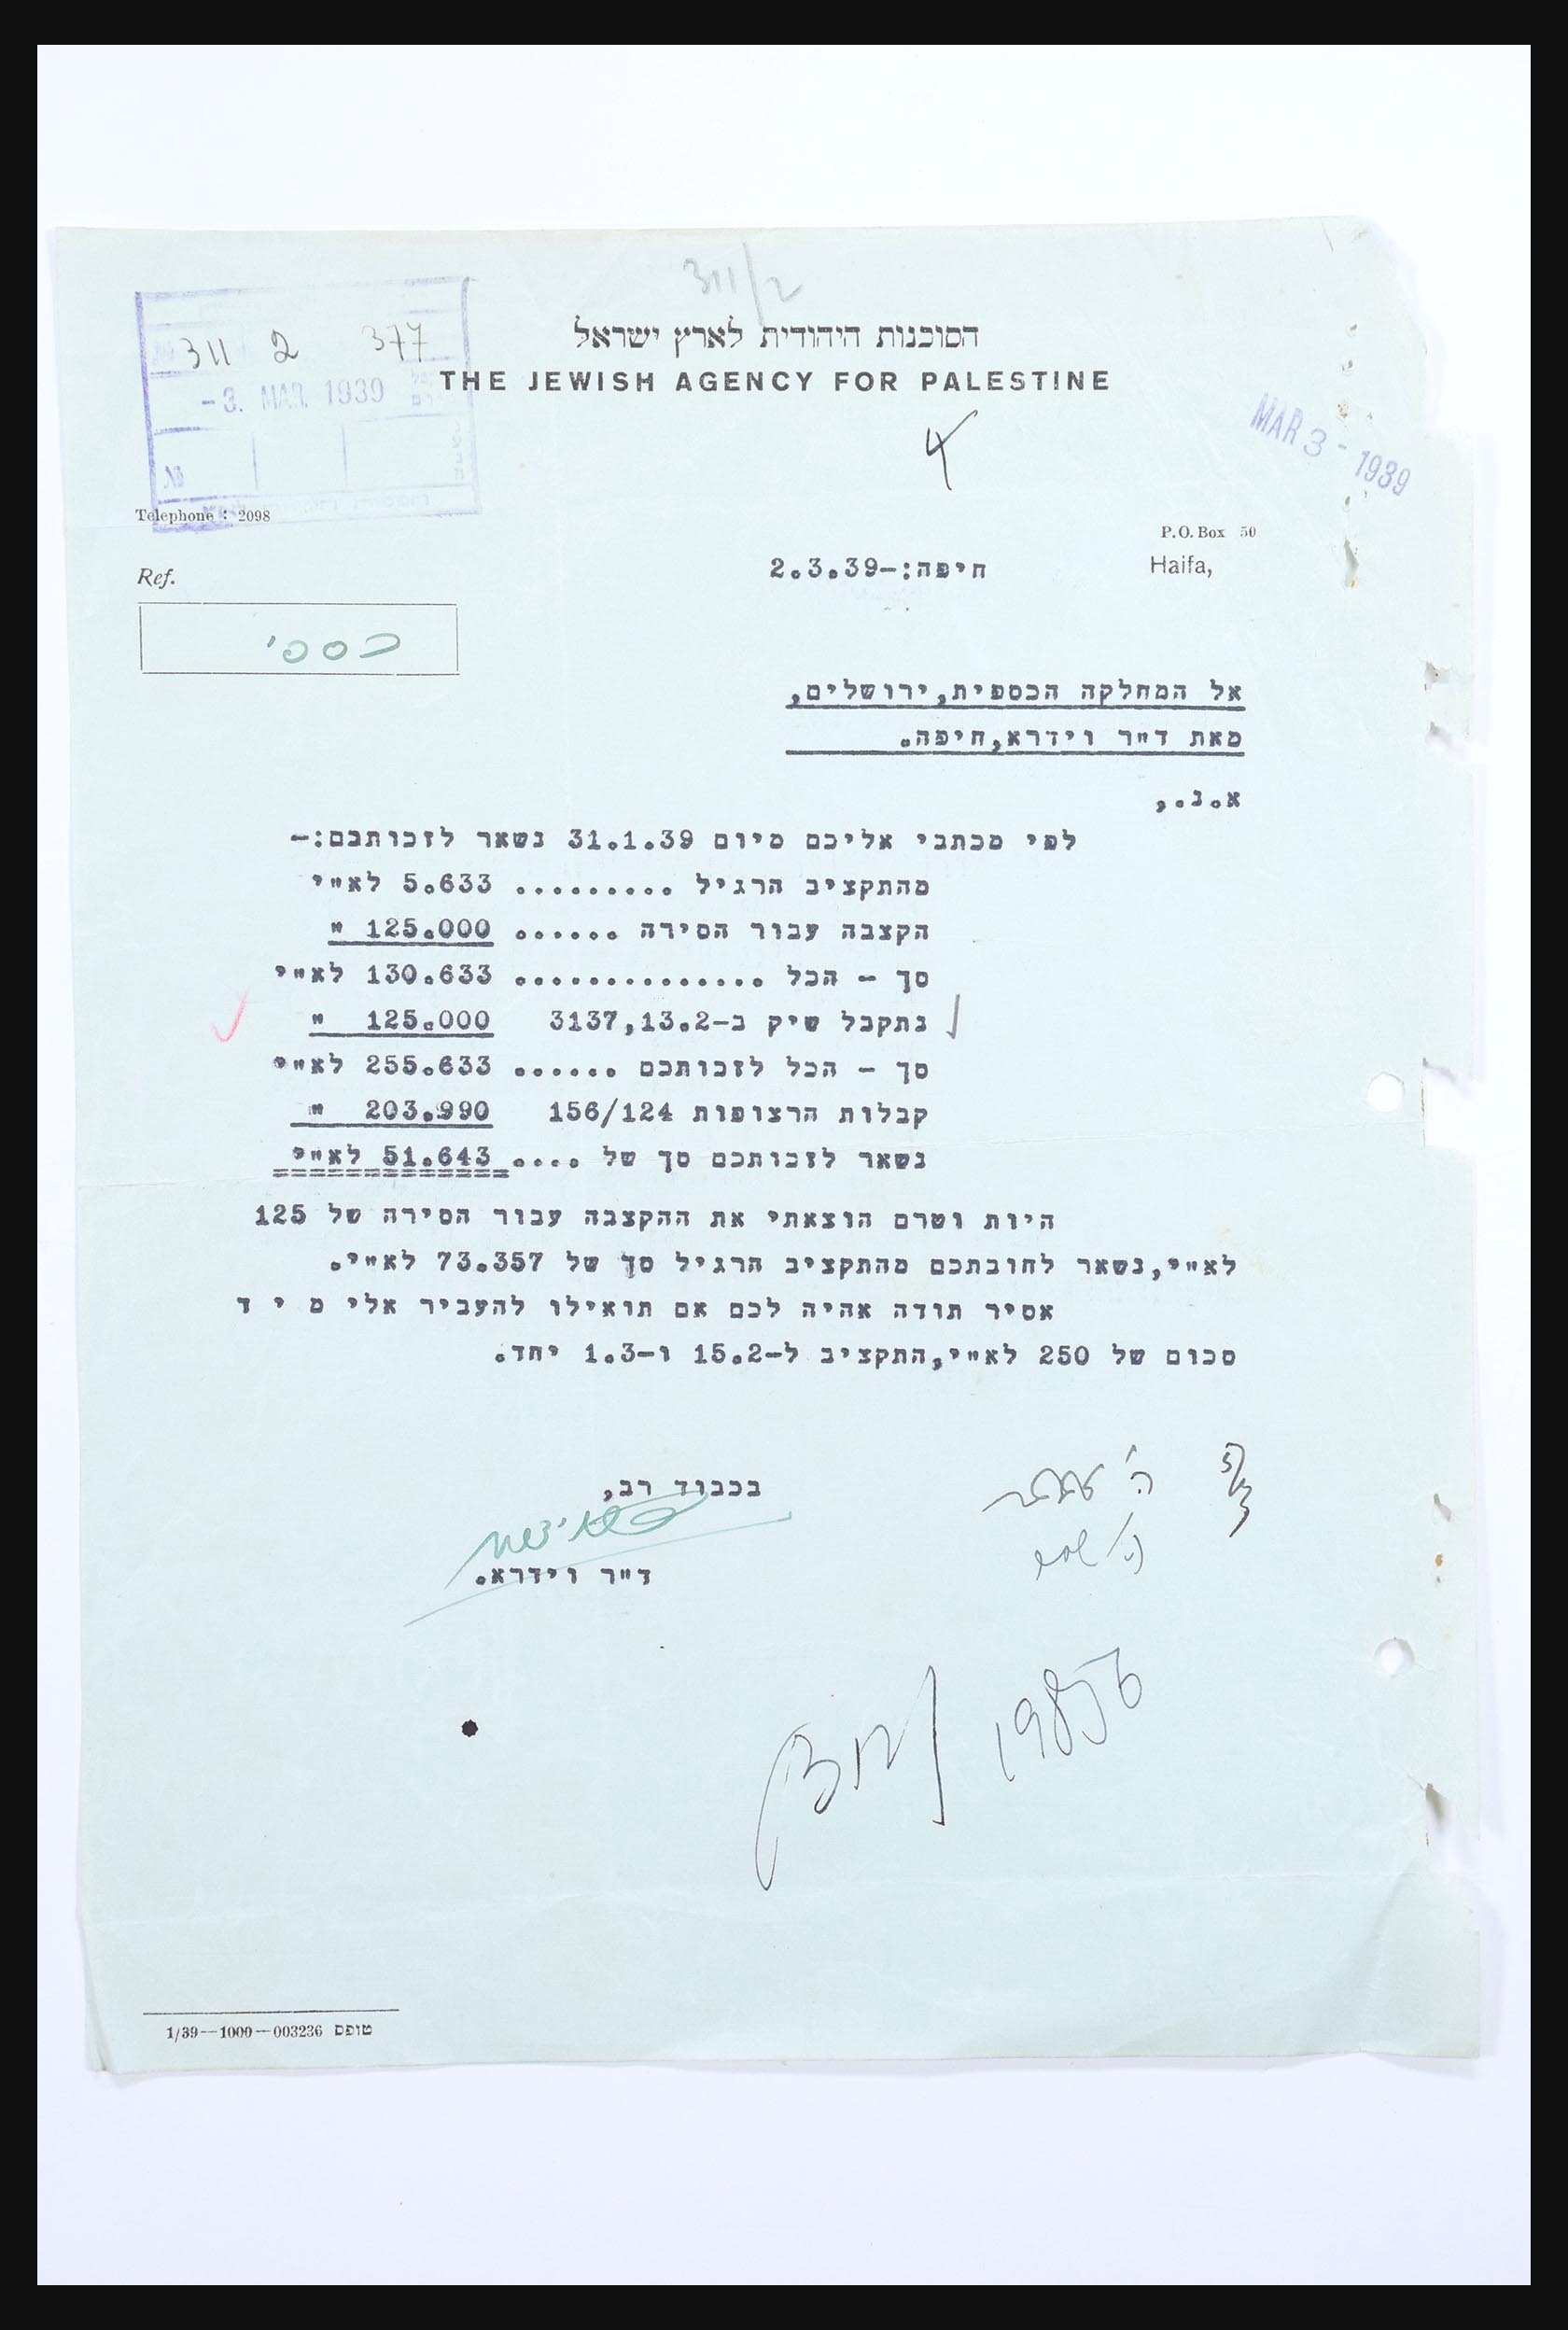 311/2
הסוכנות היהודית לארץ ישראל
THE JEWISH AGENCY FOR PALESTINE
311 2 377
-3. MAR. 1939
№
MAR 3 - 1939
Telephone : 2098
P.O. Box 50
Haifa,
חיפה:-2.3.39
Ref.
כספי
אל המחלקה הכספית,ירושלים,
מאת ד"ר וידרא,חיפה.
א.נ.,
לפי מכתבי אליכם מיום 31.1.39 נשאר לזכותכם:-
מהתקציב הרגיל ......... 5.633 לא"י
הקצבה עבור הסירה ...... 125.000 "
סך - הכל .............. 130.633 לא"י
נתקבל שיק ב-3137,13.2 125.000 "
סך - הכל לזכותכם ...... 255.633 לא"י
קבלות הרצופות 156/124 203.990 "
נשאר לזכותכם סך של .... 51.643 לא"י
היות וטרם הוצאתי את ההקצבה עבור הסירה של 125
לא"י,נשאר לחובתכם מהתקציב הרגיל סך של 73.357 לא"י.
אסיר תודה אהיה לכם אם תואילו להעביר אלי מ י ד
סכום של 250 לא"י,התקציב ל-15.2 ו-1.3 יחד.
בכבוד רב,
ד"ר וידרא.
5/3
19856
טופס 003236—1000—1/39